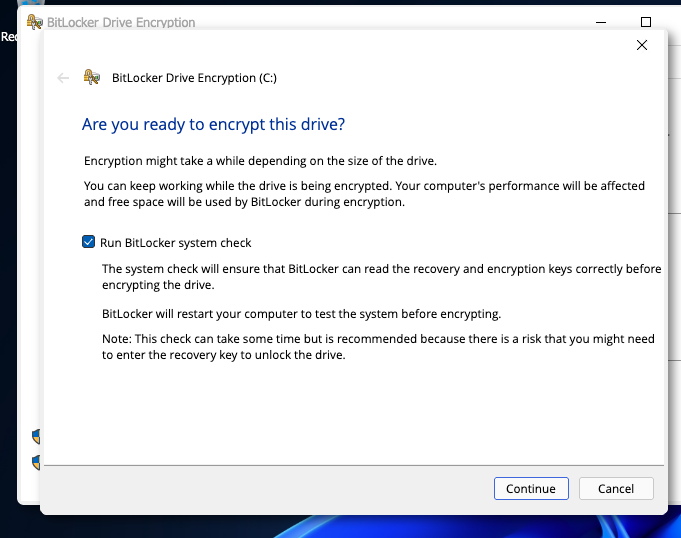 BitLocker Drive Encryption
Rec
BitLocker Drive Encryption (C:)
Are you ready to encrypt this drive?
Encryption might take a while depending on the size of the drive.
You can keep working while the drive is being encrypted. Your computer's performance will be affected
and free space will be used by BitLocker during encryption.
Run BitLocker system check
The system check will ensure that BitLocker can read the recovery and encryption keys correctly before
encrypting the drive.
BitLocker will restart your computer to test the system before encrypting.
Note: This check can take some time but is recommended because there is a risk that you might need
to enter the recovery key to unlock the drive.
Continue
Cancel